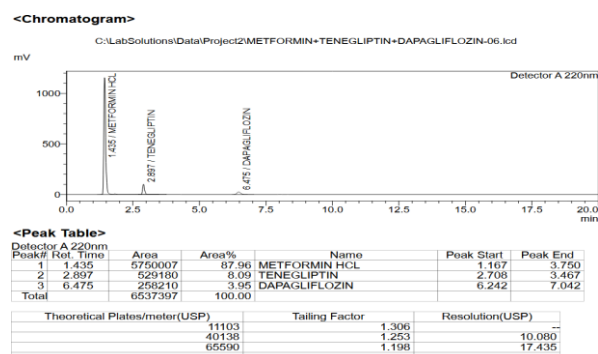 <Chromatogram>
C:\LabSolutions\Data\Project2\METFORMIN+TENEGLIPTIN+DAPAGLIFLOZIN-06.lcd
mV
Detector A 220nm
1000
500
0
1.435 / METFORMIN HCL
2.897 / TENEGLIPTIN
6.475 / DAPAGLIFLOZIN
0.0 2.5 5.0 7.5 10.0 12.5 15.0 17.5 20.0
min
<Peak Table>
Detector A 220nm
Peak# Ret. Time Area Area% Name Peak Start Peak End
1 1.435 5750007 87.96 METFORMIN HCL 1.167 3.750
2 2.897 529180 8.09 TENEGLIPTIN 2.708 3.467
3 6.475 258210 3.95 DAPAGLIFLOZIN 6.242 7.042
Total 6537397 100.00
Theoretical Plates/meter(USP) Tailing Factor Resolution(USP)
11103 1.306 --
40138 1.253 10.080
65590 1.198 17.435